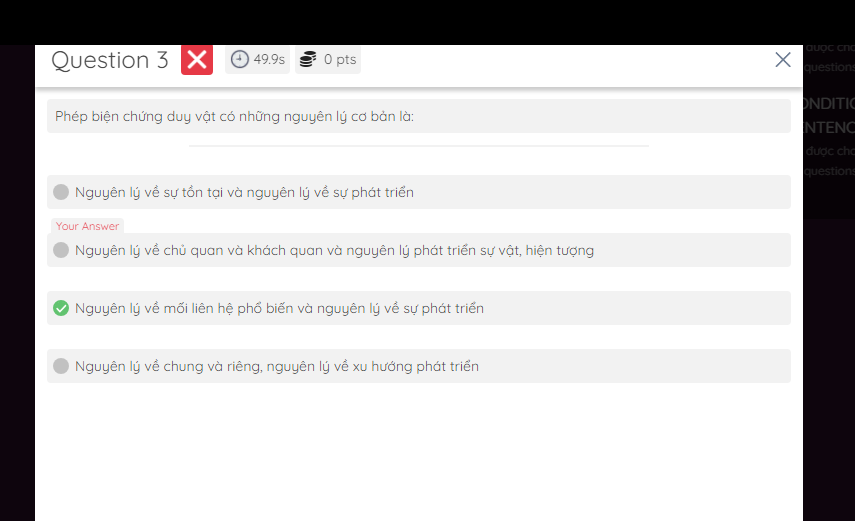 Question 3
49.9s
0 pts
Phép biện chứng duy vật có những nguyên lý cơ bản là:
Nguyên lý về sự tồn tại và nguyên lý về sự phát triển
Your Answer
Nguyên lý về chủ quan và khách quan và nguyên lý phát triển sự vật, hiện tượng
Nguyên lý về mối liên hệ phổ biến và nguyên lý về sự phát triển
Nguyên lý về chung và riêng, nguyên lý về xu hướng phát triển
được cho
questions
ONDITIO
NTENC
được cho
questions